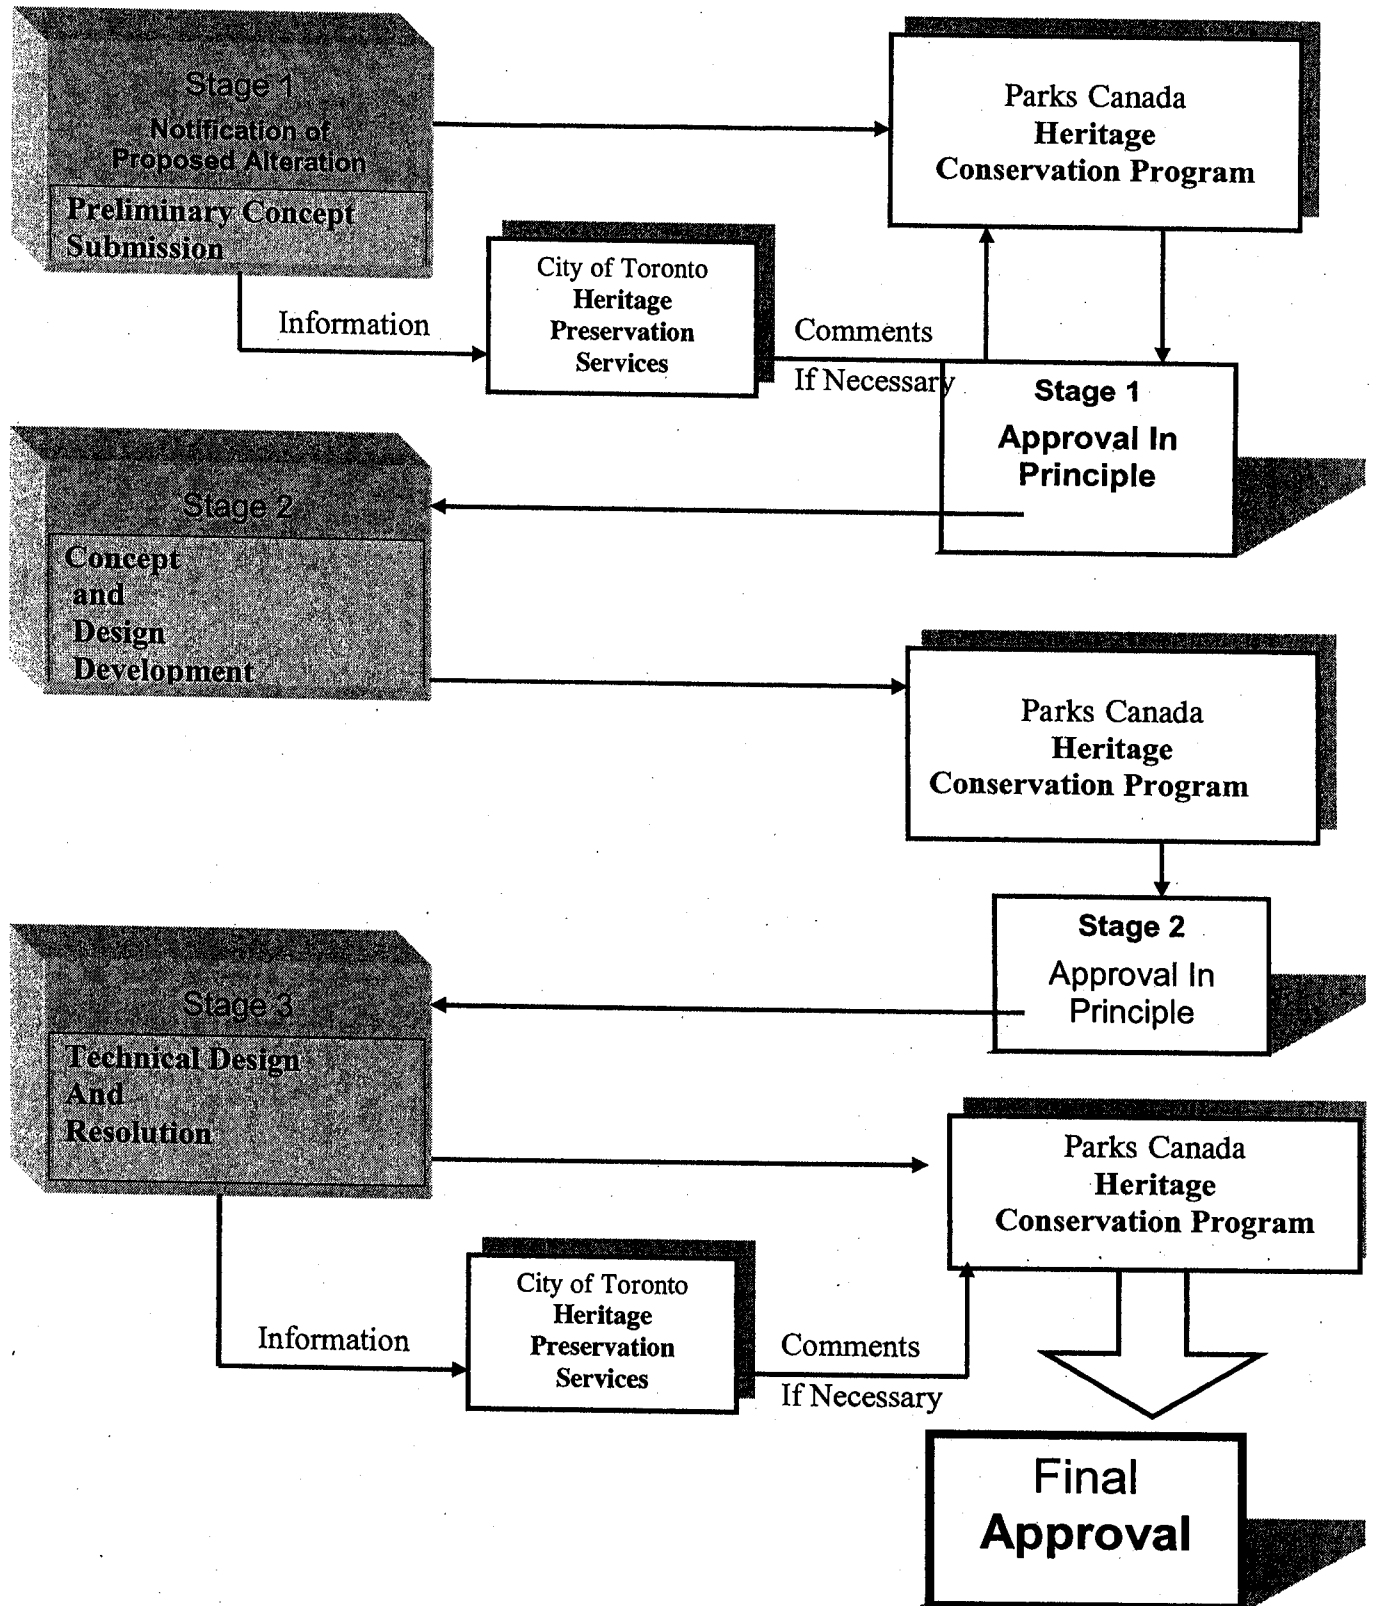 Stage 1
Notification of
Proposed Alteration
Preliminary Concept
Submission
Parks Canada
Heritage
Conservation Program
Information
City of Toronto
Heritage
Preservation
Services
Comments
If Necessary
Stage 1
Approval In
Principle
Stage 2
Concept
and
Design
Development
Parks Canada
Heritage
Conservation Program
Stage 2
Approval In
Principle
Stage 3
Technical Design
And
Resolution
Parks Canada
Heritage
Conservation Program
Information
City of Toronto
Heritage
Preservation
Services
Comments
If Necessary
Final
Approval